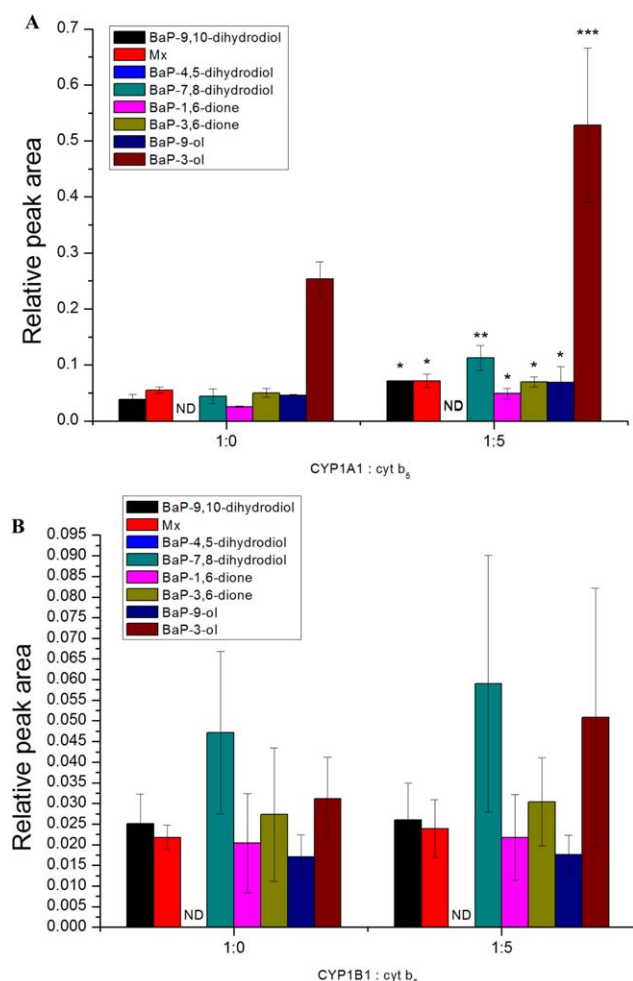 A
BaP-9,10-dihydrodiol
Mx
BaP-4,5-dihydrodiol
BaP-7,8-dihydrodiol
BaP-1,6-dione
BaP-3,6-dione
BaP-9-ol
BaP-3-ol
***
0.7
0.6
0.5
0.4
0.3
0.2
0.1
0.0
Relative peak area
ND
* * ** * * *
ND
1:0 1:5
CYP1A1 : cyt b5
B
BaP-9,10-dihydrodiol
Mx
BaP-4,5-dihydrodiol
BaP-7,8-dihydrodiol
BaP-1,6-dione
BaP-3,6-dione
BaP-9-ol
BaP-3-ol
0.095
0.090
0.085
0.080
0.075
0.070
0.065
0.060
0.055
0.050
0.045
0.040
0.035
0.030
0.025
0.020
0.015
0.010
0.005
0.000
Relative peak area
ND
ND
1:0 1:5
CYP1B1 : cyt b